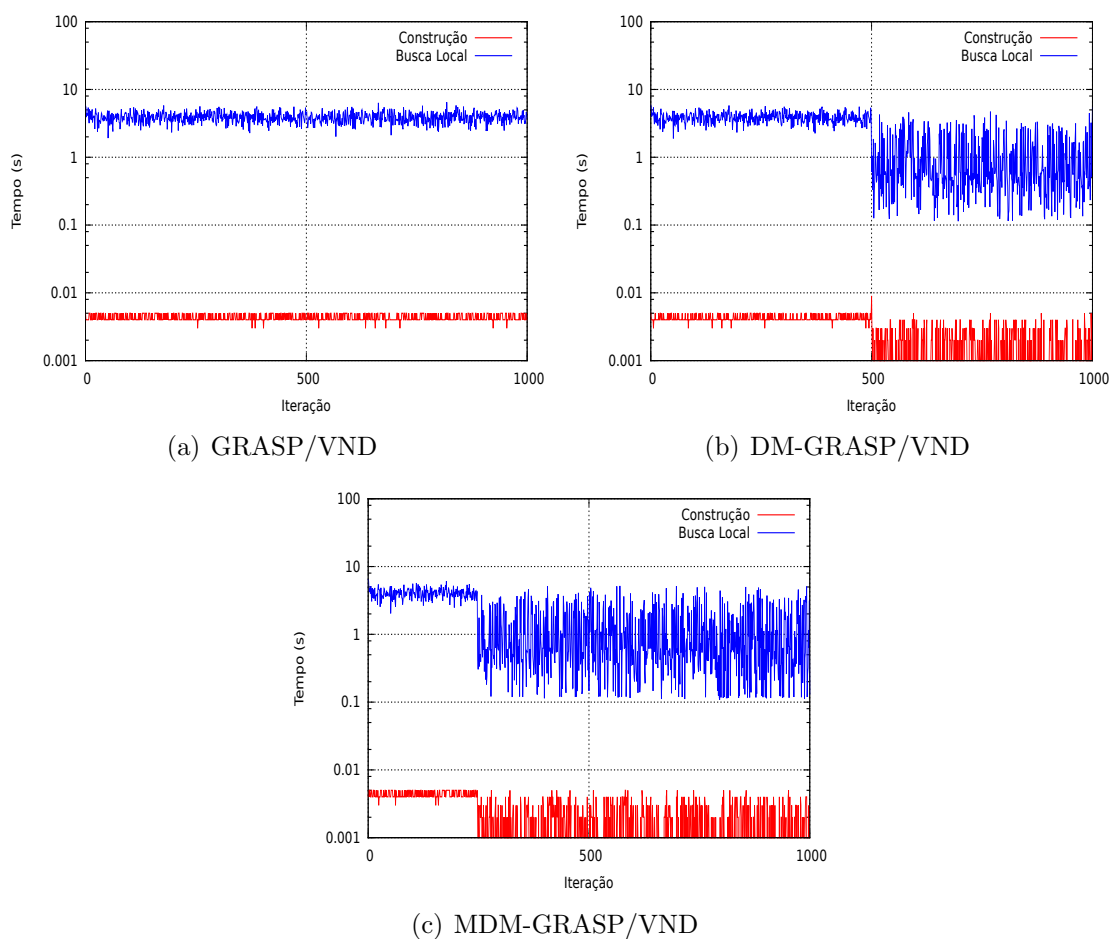 100
10
1
0.1
0.01
0.001
0
500
1000
Tempo (s)
Iteração
Construção
Busca Local
(a) GRASP/VND
100
10
1
0.1
0.01
0.001
0
500
1000
Tempo (s)
Iteração
Construção
Busca Local
(b) DM-GRASP/VND
100
10
1
0.1
0.01
0.001
0
500
1000
Tempo (s)
Iteração
Construção
Busca Local
(c) MDM-GRASP/VND